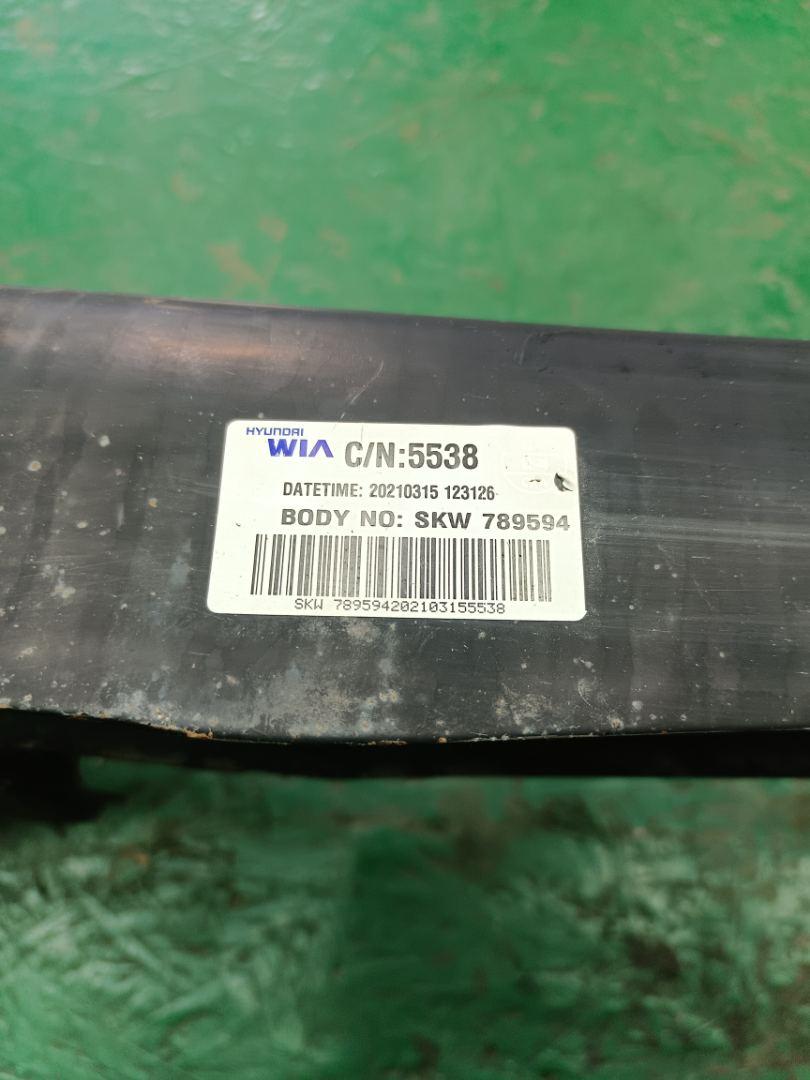 HYUNDAI
WIA C/N:5538
DATETIME: 20210315 123126
BODY NO: SKW 789594
SKW 789594202103155538